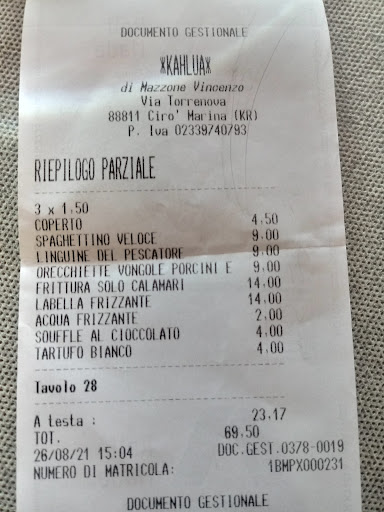 DOCUMENTO GESTIONALE
*KAHLUA*
di Mazzone Vincenzo
Via Torrenova
88811 Ciro' Marina (KR)
P. Iva 02339740793
RIEPILOGO PARZIALE
3 x 1,50
COPERTO 4,50
SPAGHETTINO VELOCE 9,00
LINGUINE DEL PESCATORE 9,00
ORECCHIETTE VONGOLE PORCINI E 9,00
FRITTURA SOLO CALAMARI 14,00
LABELLA FRIZZANTE 14,00
ACQUA FRIZZANTE 2,00
SOUFFLE AL CIOCCOLATO 4,00
TARTUFO BIANCO 4,00
Tavolo 28
A testa : 23,17
TOT. 69,50
26/08/21 15:04 DOC.GEST.0378-0019
NUMERO DI MATRICOLA: 1BMPX000231
DOCUMENTO GESTIONALE